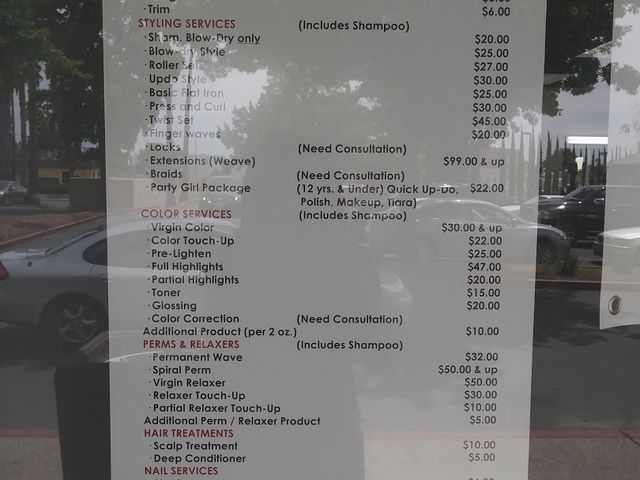 · Trim $6.00
STYLING SERVICES (Includes Shampoo)
· Sham, Blow-Dry only $20.00
· Blow-dry Style $25.00
· Roller Set $27.00
· Updo Style $30.00
· Basic Flat Iron $25.00
· Press and Curl $30.00
· Twist Set $45.00
· Finger waves $20.00
· Locks (Need Consultation)
· Extensions (Weave) $99.00 & up
· Braids (Need Consultation)
· Party Girl Package (12 yrs. & Under) Quick Up-Do, $22.00
Polish, Makeup, Tiara)
COLOR SERVICES (Includes Shampoo)
· Virgin Color $30.00 & up
· Color Touch-Up $22.00
· Pre-Lighten $25.00
· Full Highlights $47.00
· Partial Highlights $20.00
· Toner $15.00
· Glossing $20.00
· Color Correction (Need Consultation)
Additional Product (per 2 oz.) $10.00
PERMS & RELAXERS (Includes Shampoo)
· Permanent Wave $32.00
· Spiral Perm $50.00 & up
· Virgin Relaxer $50.00
· Relaxer Touch-Up $30.00
· Partial Relaxer Touch-Up $10.00
Additional Perm / Relaxer Product $5.00
HAIR TREATMENTS
· Scalp Treatment $10.00
· Deep Conditioner $5.00
NAIL SERVICES